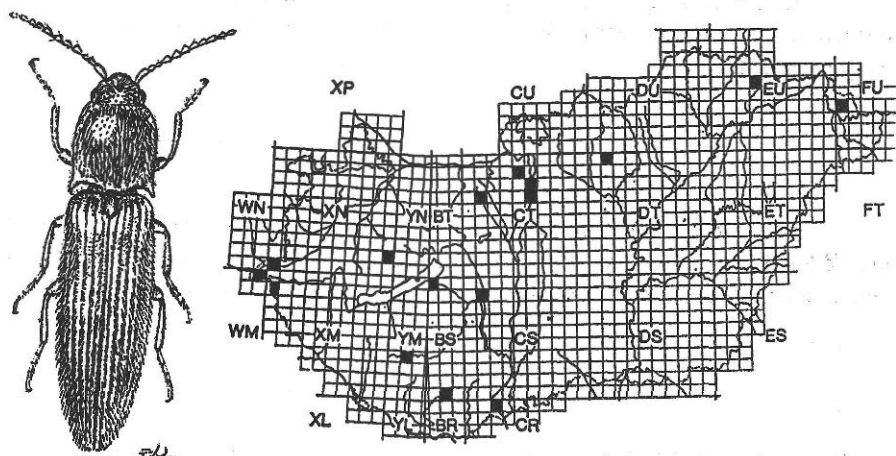 XP CU DU EU FU
WN XN YN BT CT DT ET FT
WM XM YM BS CS DS ES
XL YL BR CR